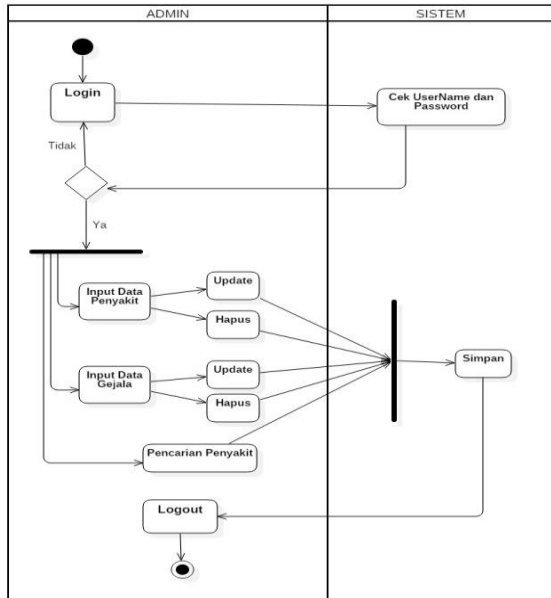 ADMIN
SISTEM
Login
Cek UserName dan
Password
Tidak
Ya
Input Data
Penyakit
Update
Hapus
Input Data
Gejala
Update
Hapus
Simpan
Pencarian Penyakit
Logout